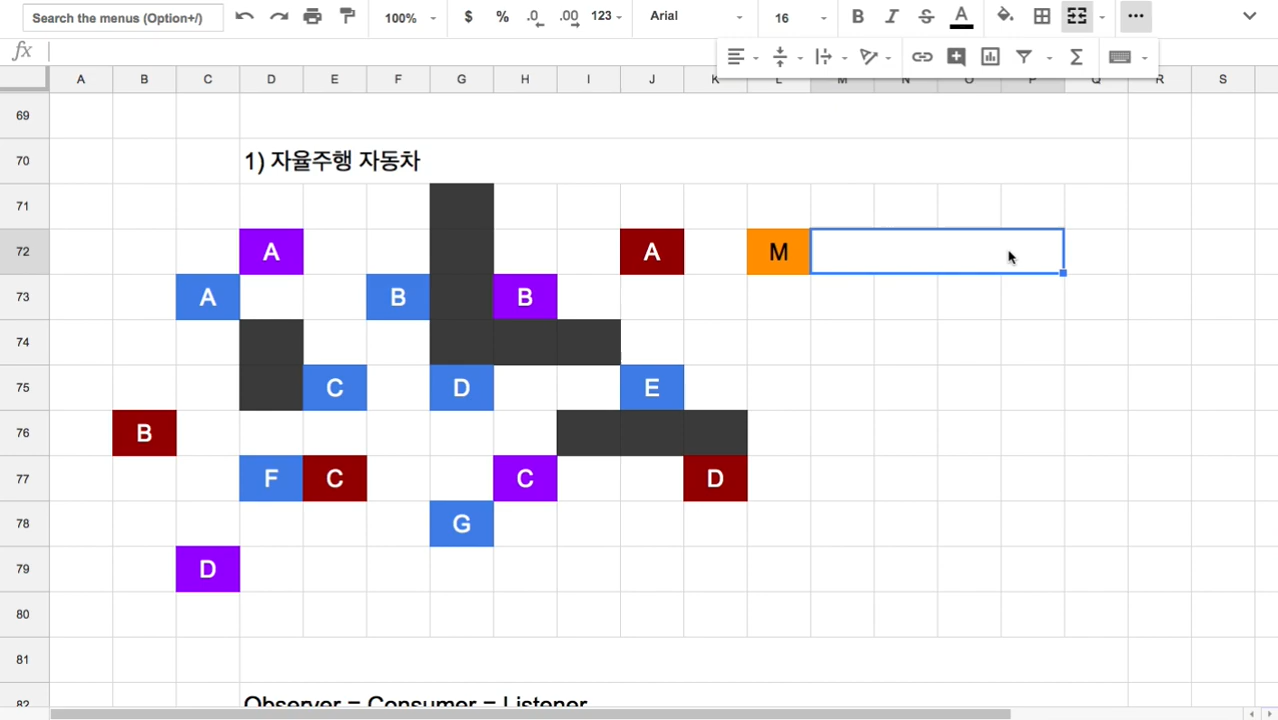 Search the menus (Option+/) 100% $ % .0 .00 123 Arial 16 B I S A
fx
A B C D E F G H I J K L M N O P Q R S
69
70 1) 자율주행 자동차
71
72 A A M
73 A B B
74
75 C D E
76 B
77 F C C D
78 G
79 D
80
81
82 Observer = Consumer = Listener